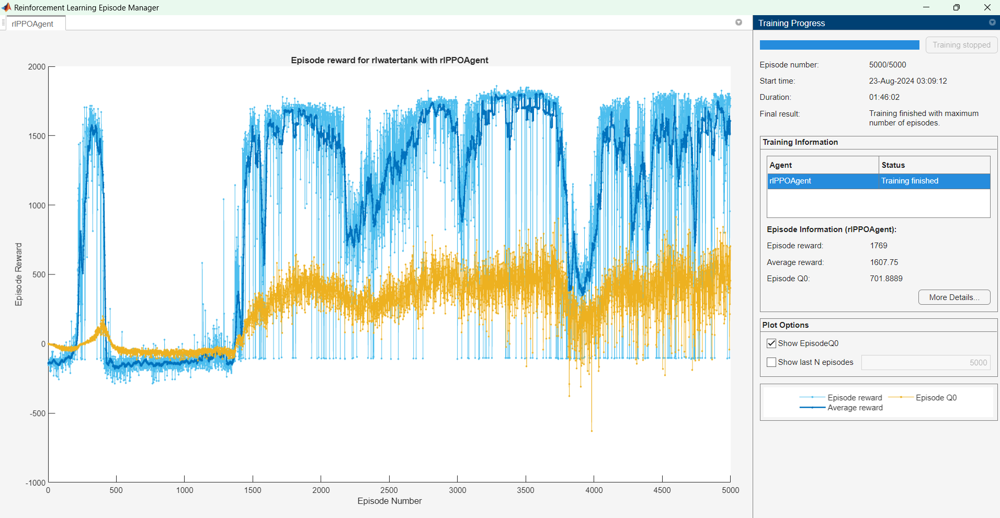 Reinforcement Learning Episode Manager
rlPPOAgent
Episode reward for rlwatertank with rlPPOAgent
2000
1500
1000
500
0
-500
-1000
Episode Reward
0 500 1000 1500 2000 2500 3000 3500 4000 4500 5000
Episode Number
Training Progress
Training stopped
Episode number: 5000/5000
Start time: 23-Aug-2024 03:09:12
Duration: 01:46:02
Final result: Training finished with maximum
number of episodes.
Training Information
Agent Status
rlPPOAgent Training finished
Episode Information (rlPPOAgent):
Episode reward: 1769
Average reward: 1607.75
Episode Q0: 701.8889
More Details...
Plot Options
Show EpisodeQ0
Show last N episodes 5000
Episode reward Episode Q0
Average reward